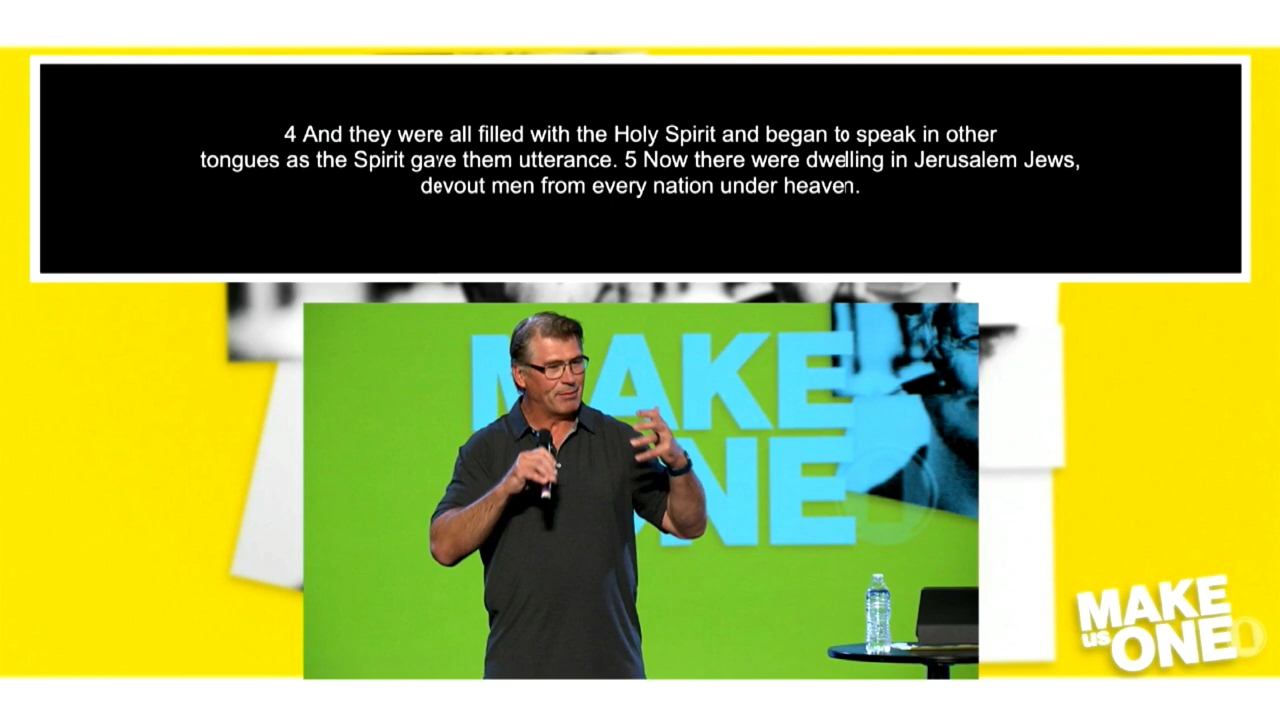 4 And they were all filled with the Holy Spirit and began to speak in other
tongues as the Spirit gave them utterance. 5 Now there were dwelling in Jerusalem Jews,
devout men from every nation under heaven.
MAKE
ONE
MAKE
us ONE